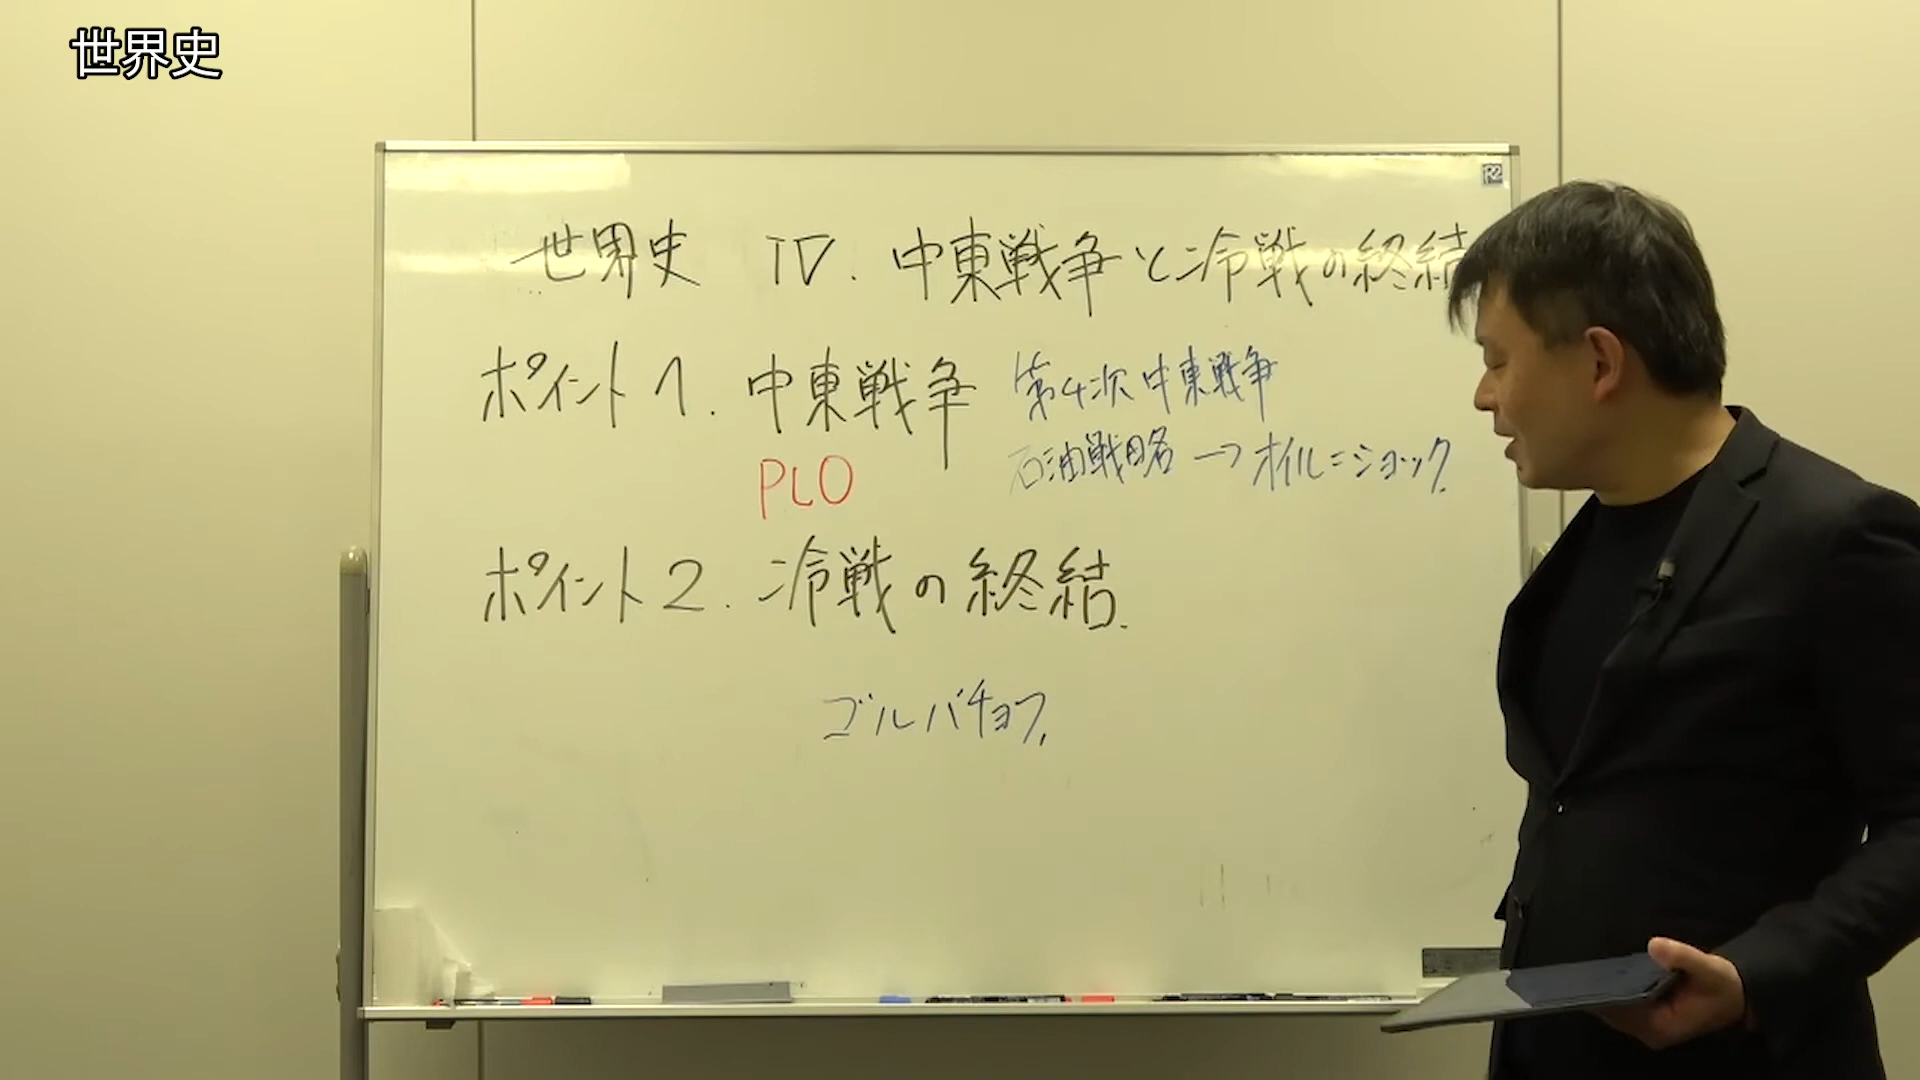 世界史
R2
世界史 IV. 中東戦争と冷戦の終結
ポイント1. 中東戦争 第4次中東戦争
PLO 石油戦略→オイル=ショック.
ポイント2. 冷戦の終結.
ゴルバチョフ.